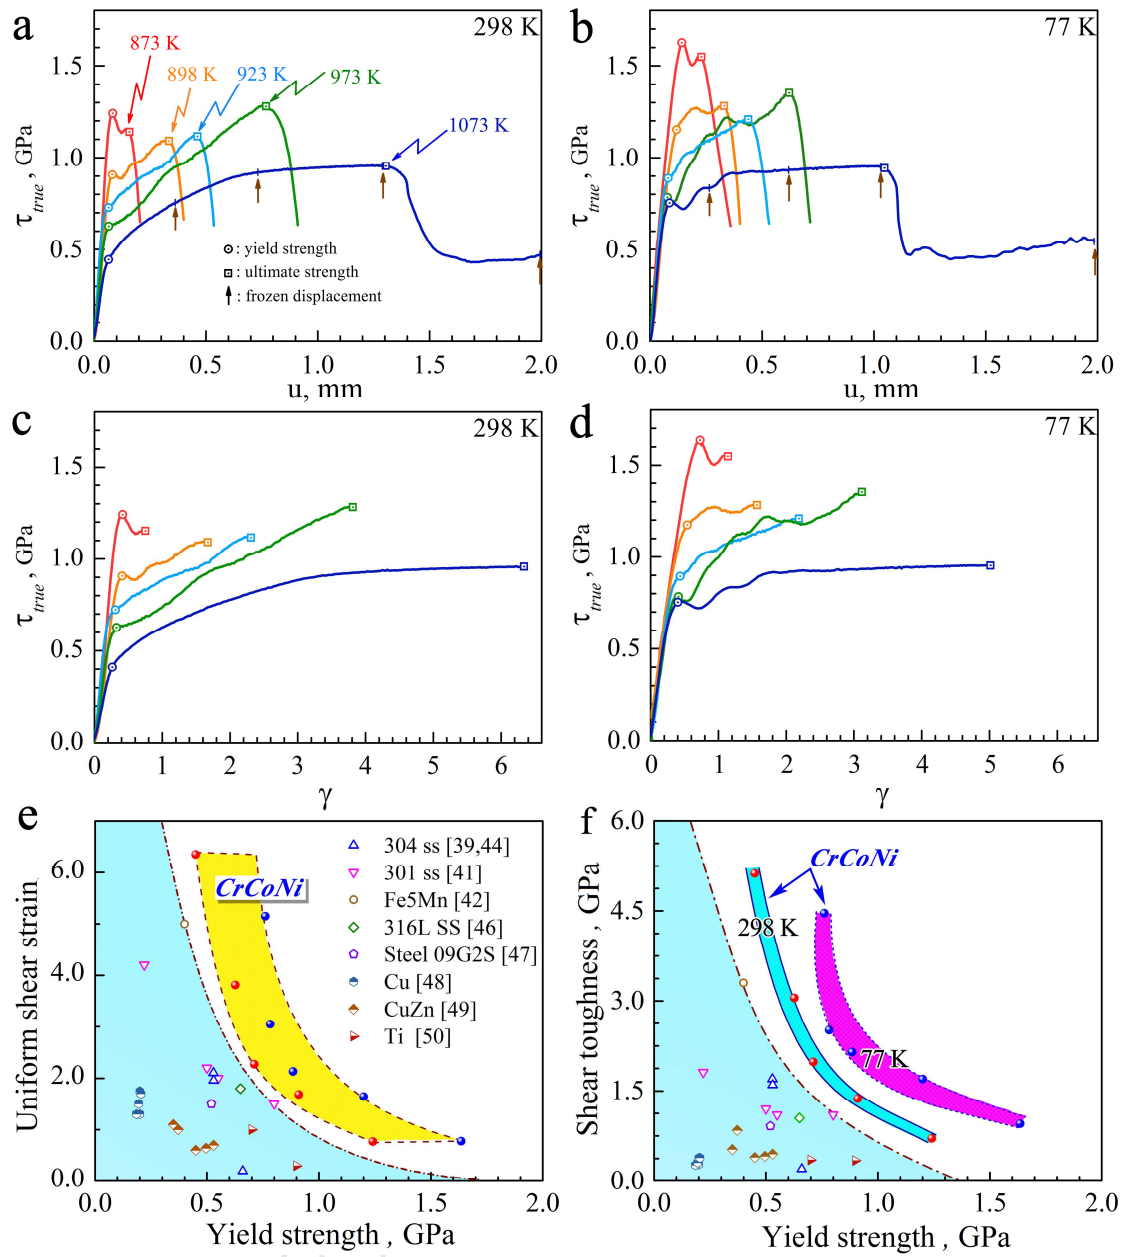 a
298 K
873 K
898 K
923 K
973 K
1073 K
τtrue , GPa
1.5
1.0
0.5
0.0
: yield strength
: ultimate strength
: frozen displacement
0.0 0.5 1.0 1.5 2.0
u, mm
b
77 K
τtrue , GPa
1.5
1.0
0.5
0.0
0.0 0.5 1.0 1.5 2.0
u, mm
c
298 K
τtrue , GPa
1.5
1.0
0.5
0.0
0 1 2 3 4 5 6
γ
d
77 K
τtrue , GPa
1.5
1.0
0.5
0.0
0 1 2 3 4 5 6
γ
e
Uniform shear strain
6.0
4.0
2.0
0.0
CrCoNi
304 ss [39,44]
301 ss [41]
Fe5Mn [42]
316L SS [46]
Steel 09G2S [47]
Cu [48]
CuZn [49]
Ti [50]
0.0 0.5 1.0 1.5 2.0
Yield strength , GPa
f
Shear toughness , GPa
6.0
4.5
3.0
1.5
0.0
CrCoNi
298 K
77 K
0.0 0.5 1.0 1.5 2.0
Yield strength , GPa